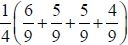 1/4 (6/9 + 5/9 + 5/9 + 4/9)